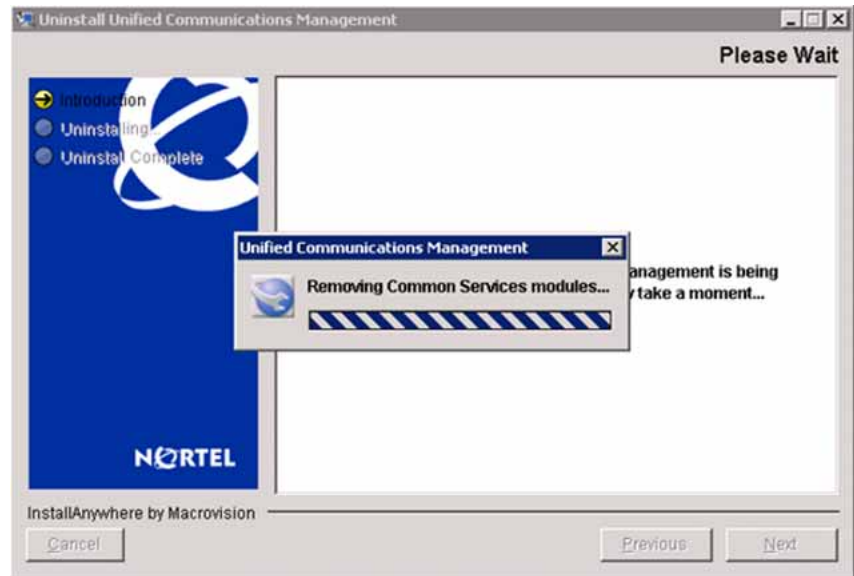 Uninstall Unified Communications Management
Please Wait
Introduction
Uninstalling...
Uninstall Complete
Unified Communications Management
Removing Common Services modules...
anagement is being
take a moment...
NORTEL
InstallAnywhere by Macrovision
Cancel
Previous
Next